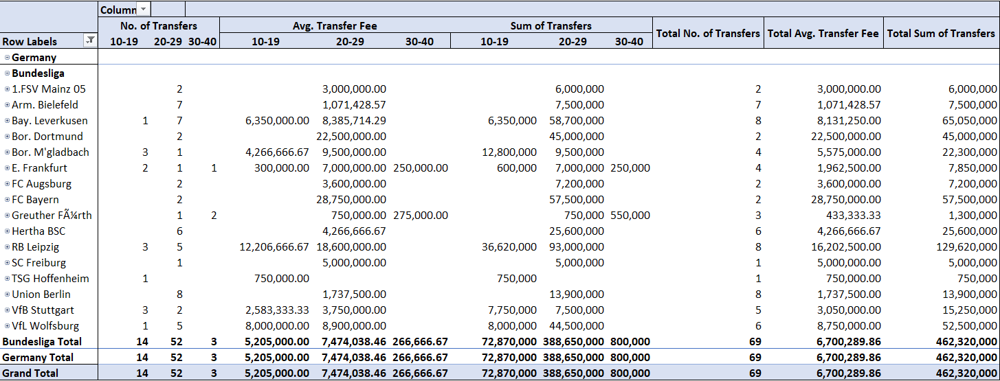 Column
No. of Transfers Avg. Transfer Fee Sum of Transfers Total No. of Transfers Total Avg. Transfer Fee Total Sum of Transfers
Row Labels 10-19 20-29 30-40 10-19 20-29 30-40 10-19 20-29 30-40
Germany
Bundesliga
1.FSV Mainz 05 2 3,000,000.00 6,000,000 2 3,000,000.00 6,000,000
Arm. Bielefeld 7 1,071,428.57 7,500,000 7 1,071,428.57 7,500,000
Bay. Leverkusen 1 7 6,350,000.00 8,385,714.29 6,350,000 58,700,000 8 8,131,250.00 65,050,000
Bor. Dortmund 2 22,500,000.00 45,000,000 2 22,500,000.00 45,000,000
Bor. M'gladbach 3 1 4,266,666.67 9,500,000.00 12,800,000 9,500,000 4 5,575,000.00 22,300,000
E. Frankfurt 2 1 1 300,000.00 7,000,000.00 250,000.00 600,000 7,000,000 250,000 4 1,962,500.00 7,850,000
FC Augsburg 2 3,600,000.00 7,200,000 2 3,600,000.00 7,200,000
FC Bayern 2 28,750,000.00 57,500,000 2 28,750,000.00 57,500,000
Greuther FÃ¼rth 1 2 750,000.00 275,000.00 750,000 550,000 3 433,333.33 1,300,000
Hertha BSC 6 4,266,666.67 25,600,000 6 4,266,666.67 25,600,000
RB Leipzig 3 5 12,206,666.67 18,600,000.00 36,620,000 93,000,000 8 16,202,500.00 129,620,000
SC Freiburg 1 5,000,000.00 5,000,000 1 5,000,000.00 5,000,000
TSG Hoffenheim 1 750,000.00 750,000 1 750,000.00 750,000
Union Berlin 8 1,737,500.00 13,900,000 8 1,737,500.00 13,900,000
VfB Stuttgart 3 2 2,583,333.33 3,750,000.00 7,750,000 7,500,000 5 3,050,000.00 15,250,000
VfL Wolfsburg 1 5 8,000,000.00 8,900,000.00 8,000,000 44,500,000 6 8,750,000.00 52,500,000
Bundesliga Total 14 52 3 5,205,000.00 7,474,038.46 266,666.67 72,870,000 388,650,000 800,000 69 6,700,289.86 462,320,000
Germany Total 14 52 3 5,205,000.00 7,474,038.46 266,666.67 72,870,000 388,650,000 800,000 69 6,700,289.86 462,320,000
Grand Total 14 52 3 5,205,000.00 7,474,038.46 266,666.67 72,870,000 388,650,000 800,000 69 6,700,289.86 462,320,000